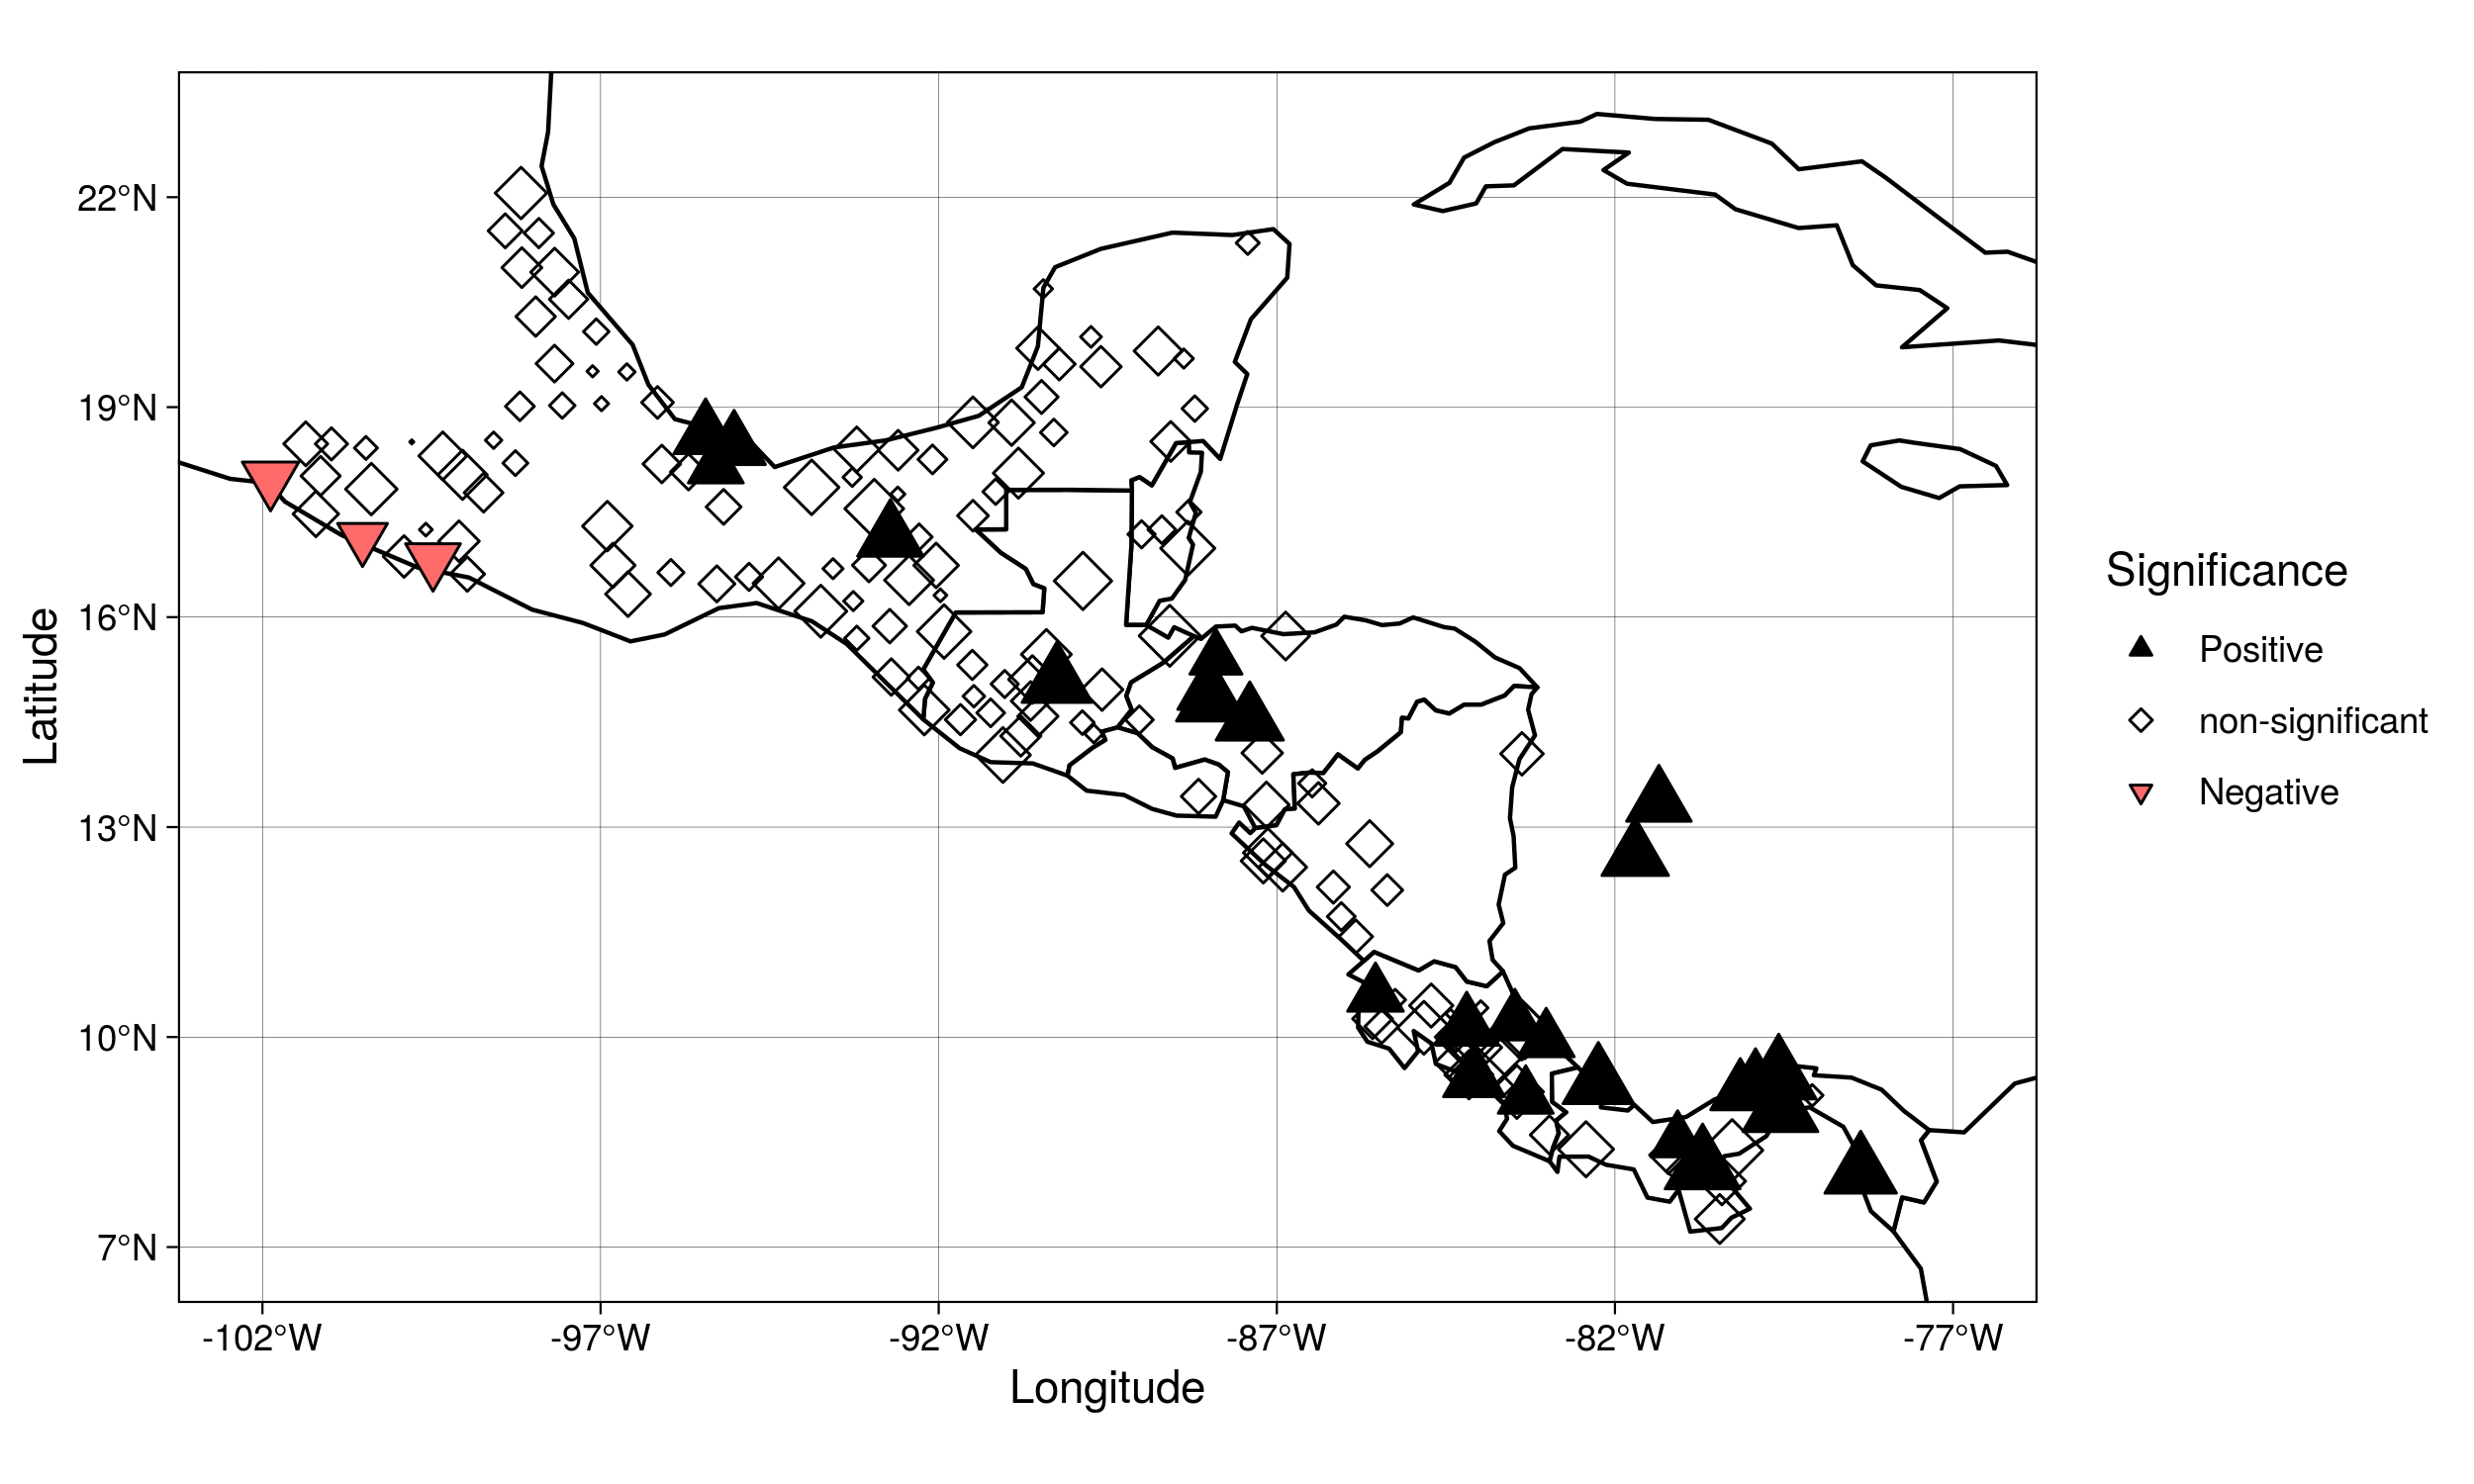 22°N
19°N
16°N
13°N
10°N
7°N
Latitude
-102°W
-97°W
-92°W
-87°W
-82°W
-77°W
Longitude
Significance
Positive
non-significant
Negative